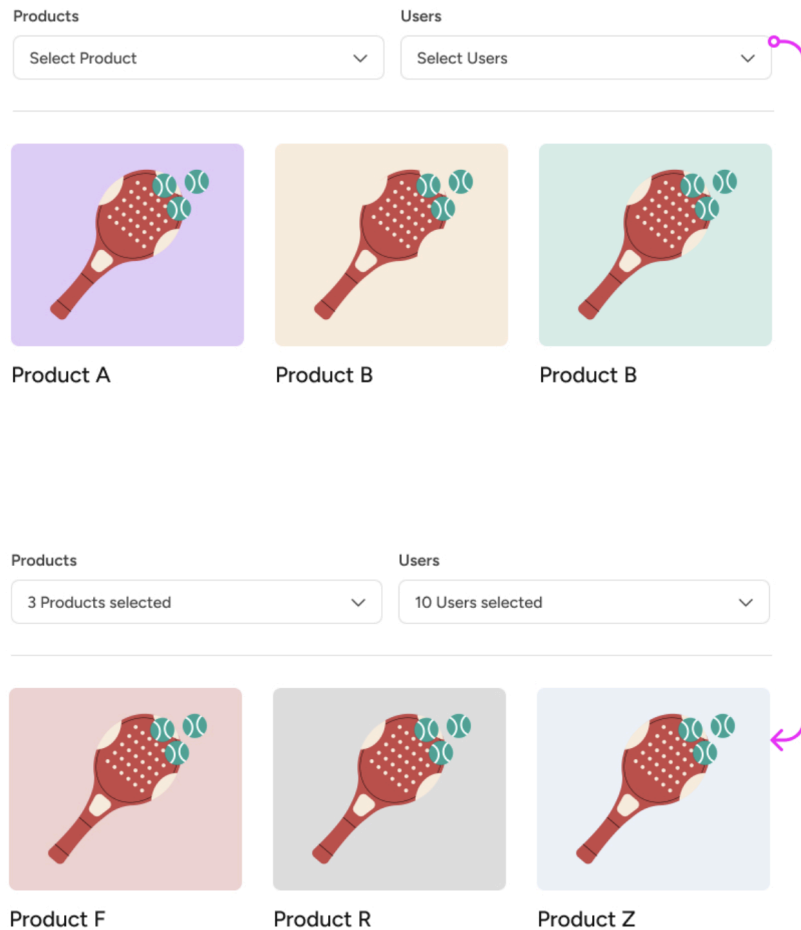 Products Users
Select Product Select Users
Product A Product B Product B
Products Users
3 Products selected 10 Users selected
Product F Product R Product Z